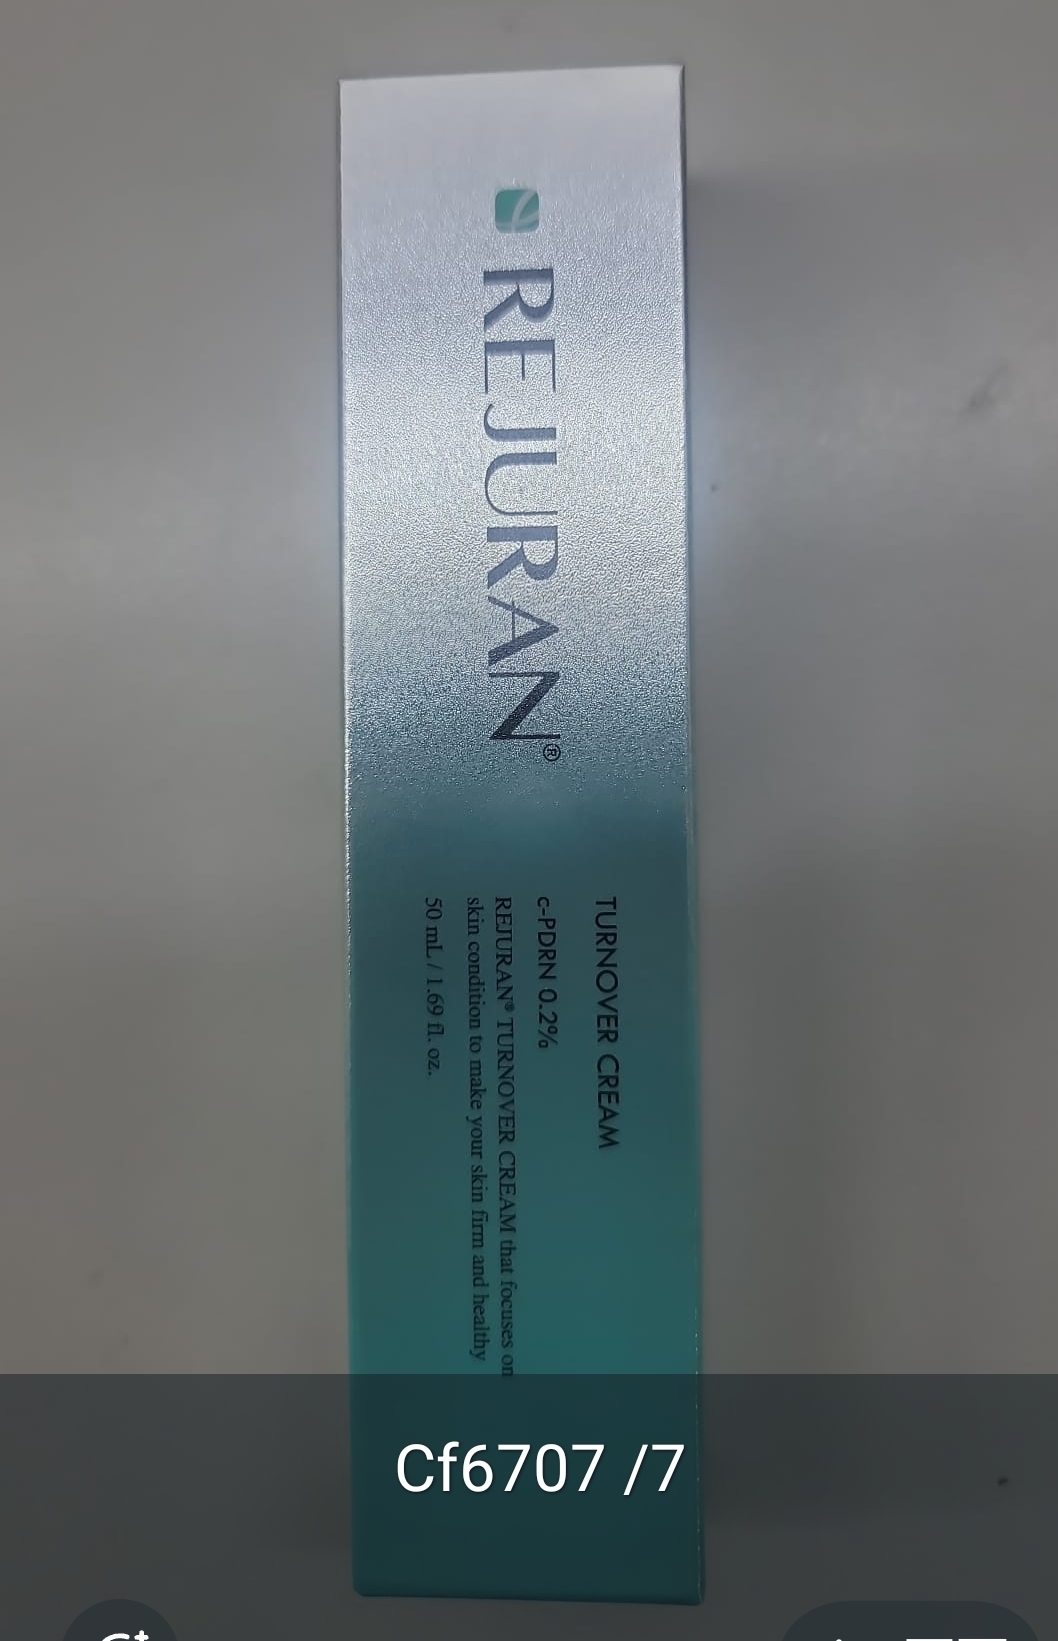 REJURAN®
TURNOVER CREAM
c-PDRN 0.2%
REJURAN® TURNOVER CREAM that focuses on
skin condition to make your skin firm and healthy
50 mL / 1.69 fl. oz.
Cf6707 /7